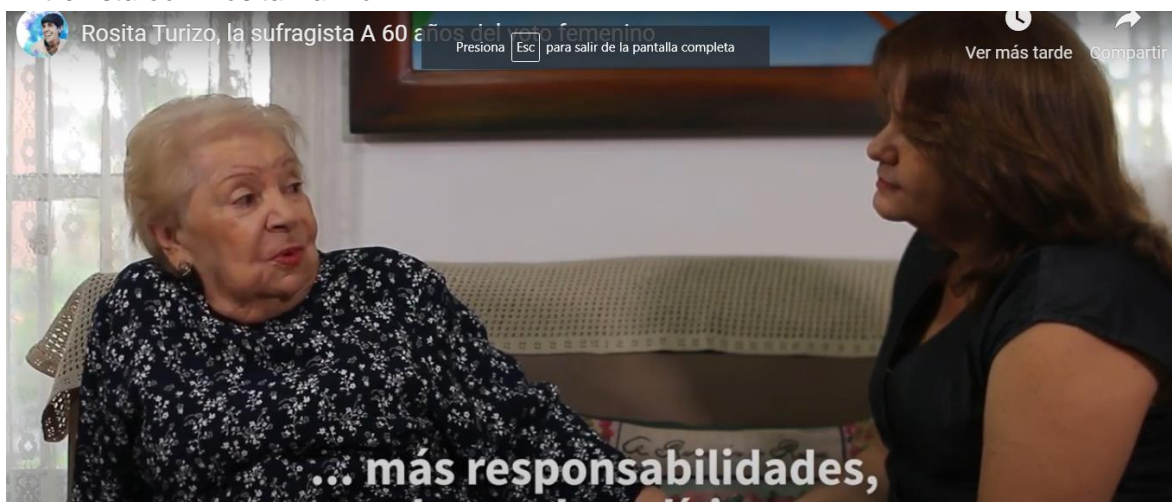 Rosita Turizo, la sufragista A 60 años del voto femenino
Presiona Esc para salir de la pantalla completa
Ver más tarde
Compartir
... más responsabilidades,